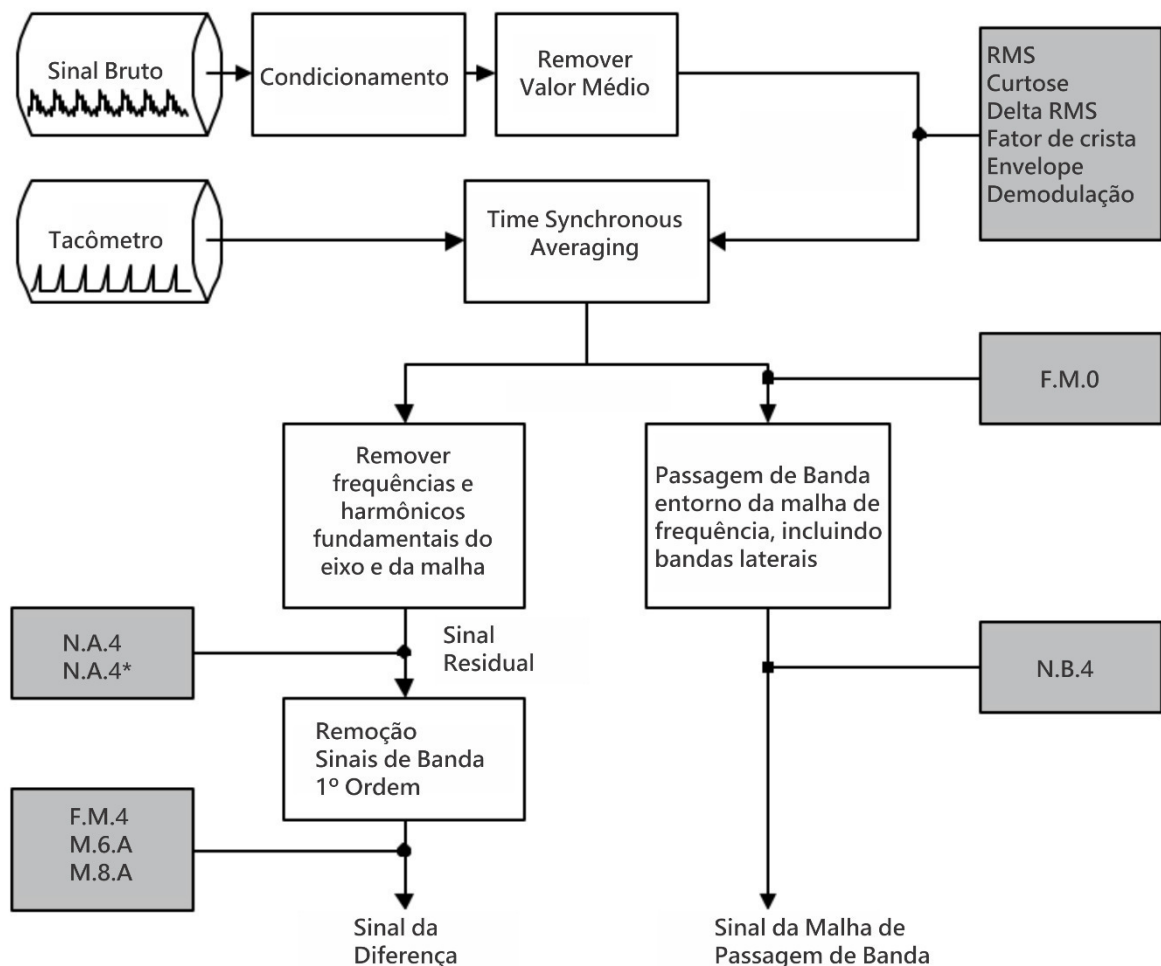 Sinal Bruto
Condicionamento
Remover
Valor Médio
RMS
Curtose
Delta RMS
Fator de crista
Envelope
Demodulação
Tacômetro
Time Synchronous
Averaging
F.M.0
Remover
frequências e
harmônicos
fundamentais do
eixo e da malha
Passagem de Banda
entorno da malha de
frequência, incluindo
bandas laterais
N.A.4
N.A.4*
Sinal
Residual
N.B.4
Remoção
Sinais de Banda
1º Ordem
F.M.4
M.6.A
M.8.A
Sinal da
Diferença
Sinal da Malha de
Passagem de Banda